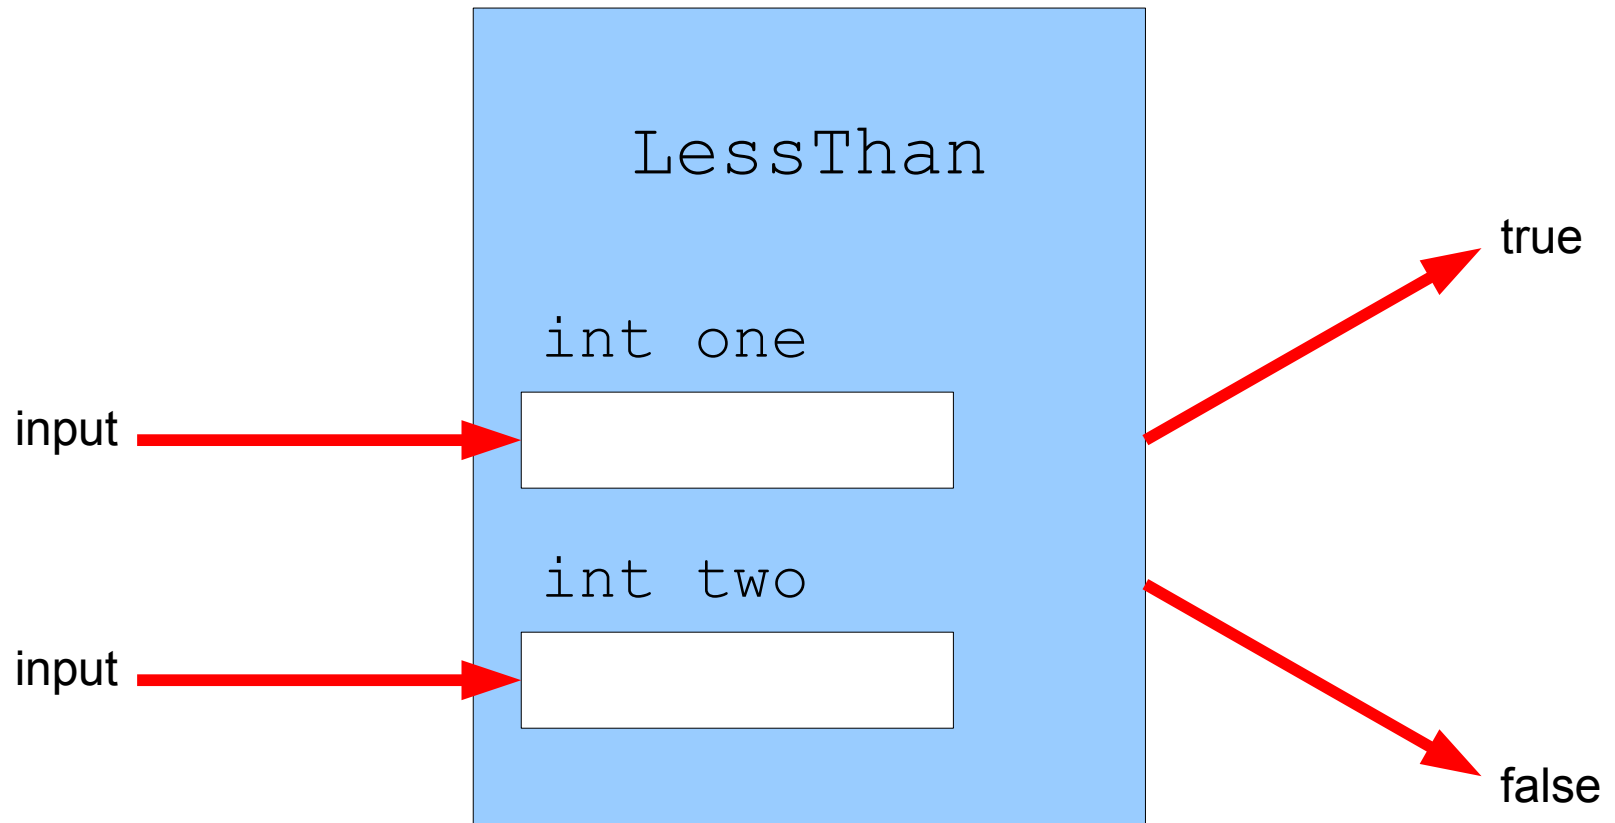 LessThan
true
int one
input
int two
input
false